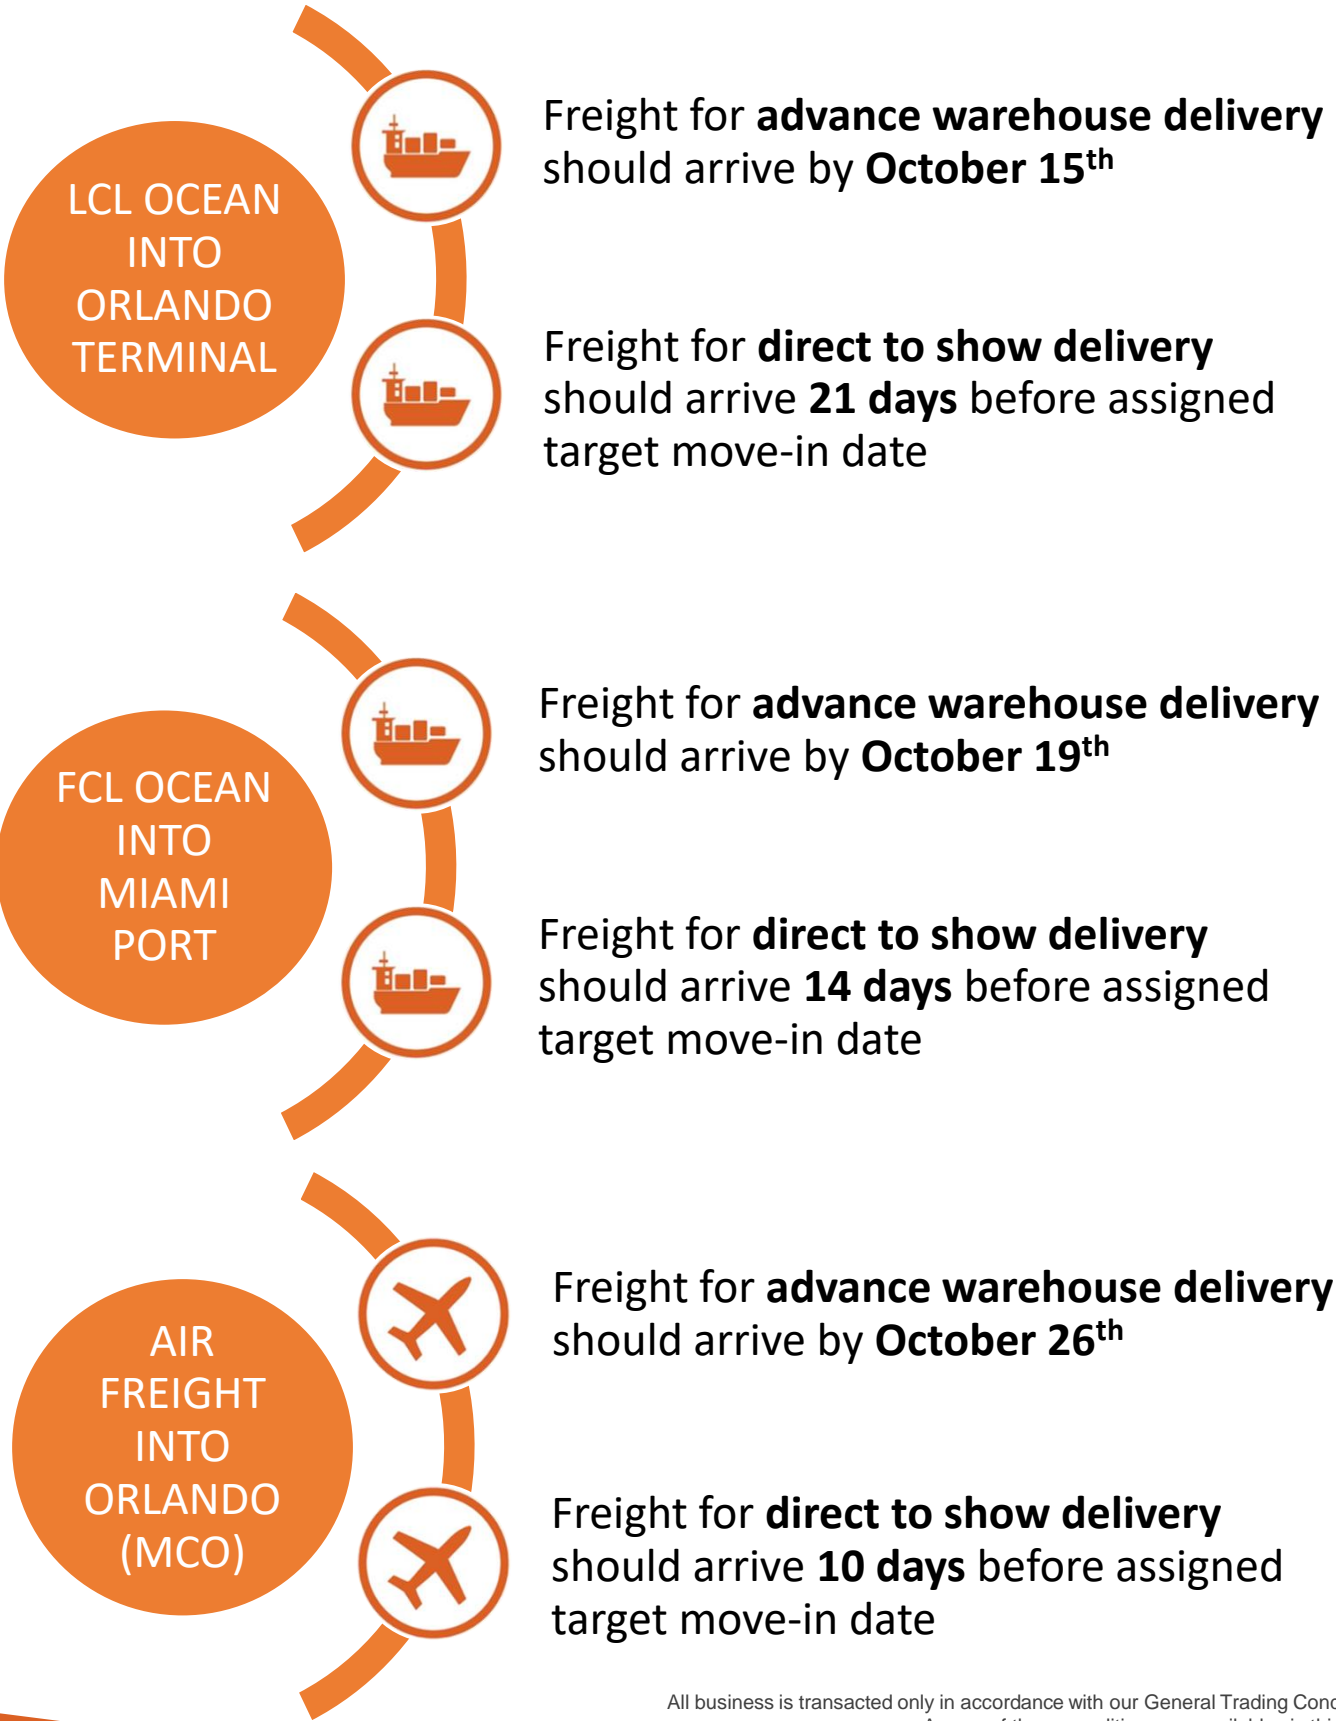 LCL OCEAN
INTO
ORLANDO
TERMINAL
Freight for advance warehouse delivery
should arrive by October 15th
Freight for direct to show delivery
should arrive 21 days before assigned
target move-in date
FCL OCEAN
INTO
MIAMI
PORT
Freight for advance warehouse delivery
should arrive by October 19th
Freight for direct to show delivery
should arrive 14 days before assigned
target move-in date
AIR
FREIGHT
INTO
ORLANDO
(MCO)
Freight for advance warehouse delivery
should arrive by October 26th
Freight for direct to show delivery
should arrive 10 days before assigned
target move-in date
All business is transacted only in accordance with our General Trading Cond